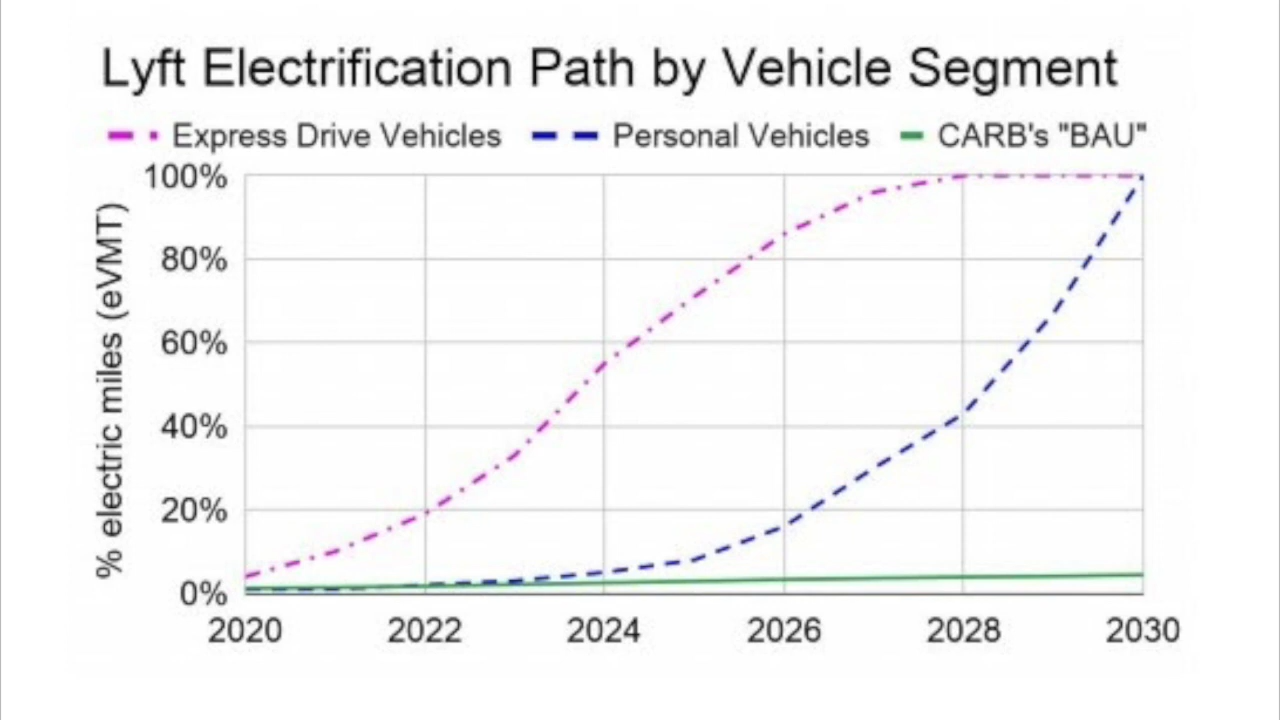 Lyft Electrification Path by Vehicle Segment
Express Drive Vehicles Personal Vehicles CARB's "BAU"
% electric miles (eVMT)
100%
80%
60%
40%
20%
0%
2020 2022 2024 2026 2028 2030